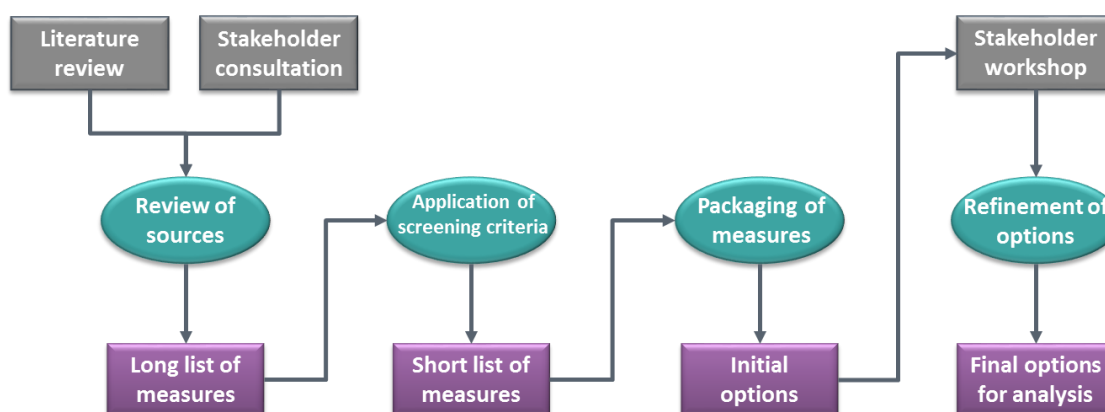 Literature
review
Stakeholder
consultation
Stakeholder
workshop
Review of
sources
Application of
screening criteria
Packaging of
measures
Refinement of
options
Long list of
measures
Short list of
measures
Initial
options
Final options
for analysis